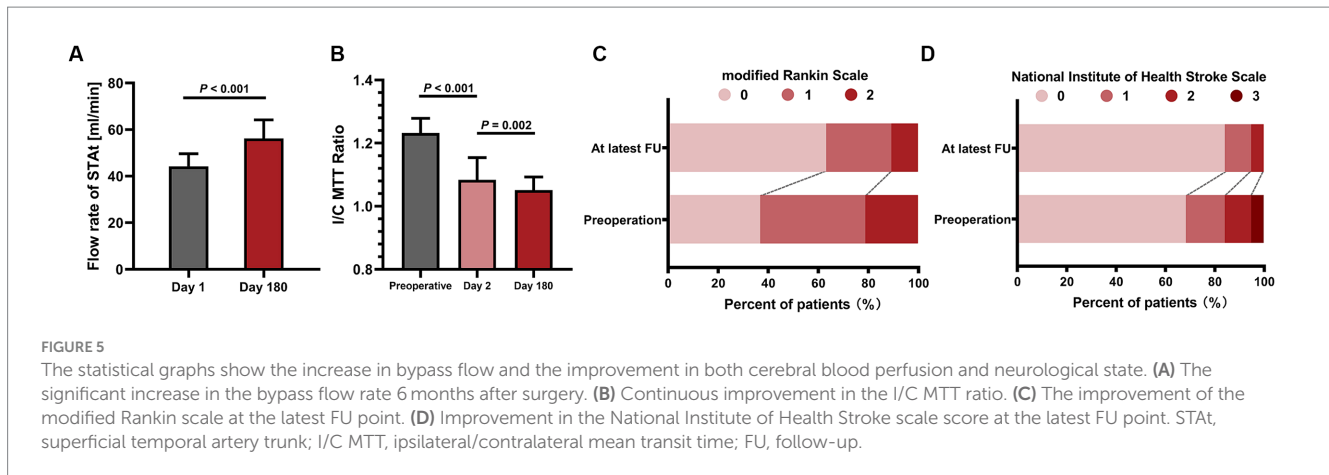 A
Flow rate of STAt [ml/min]
80
60
40
20
0
P < 0.001
Day 1
Day 180
B
I/C MTT Ratio
1.4
1.2
1.0
0.8
P < 0.001
P = 0.002
Preoperative
Day 2
Day 180
C
modified Rankin Scale
0 1 2
At latest FU
Preoperation
0 20 40 60 80 100
Percent of patients （%）
D
National Institute of Health Stroke Scale
0 1 2 3
At latest FU
Preoperation
0 20 40 60 80 100
Percent of patients （%）
FIGURE 5
The statistical graphs show the increase in bypass flow and the improvement in both cerebral blood perfusion and neurological state. (A) The
significant increase in the bypass flow rate 6 months after surgery. (B) Continuous improvement in the I/C MTT ratio. (C) The improvement of the
modified Rankin scale at the latest FU point. (D) Improvement in the National Institute of Health Stroke scale score at the latest FU point. STAt,
superficial temporal artery trunk; I/C MTT, ipsilateral/contralateral mean transit time; FU, follow-up.